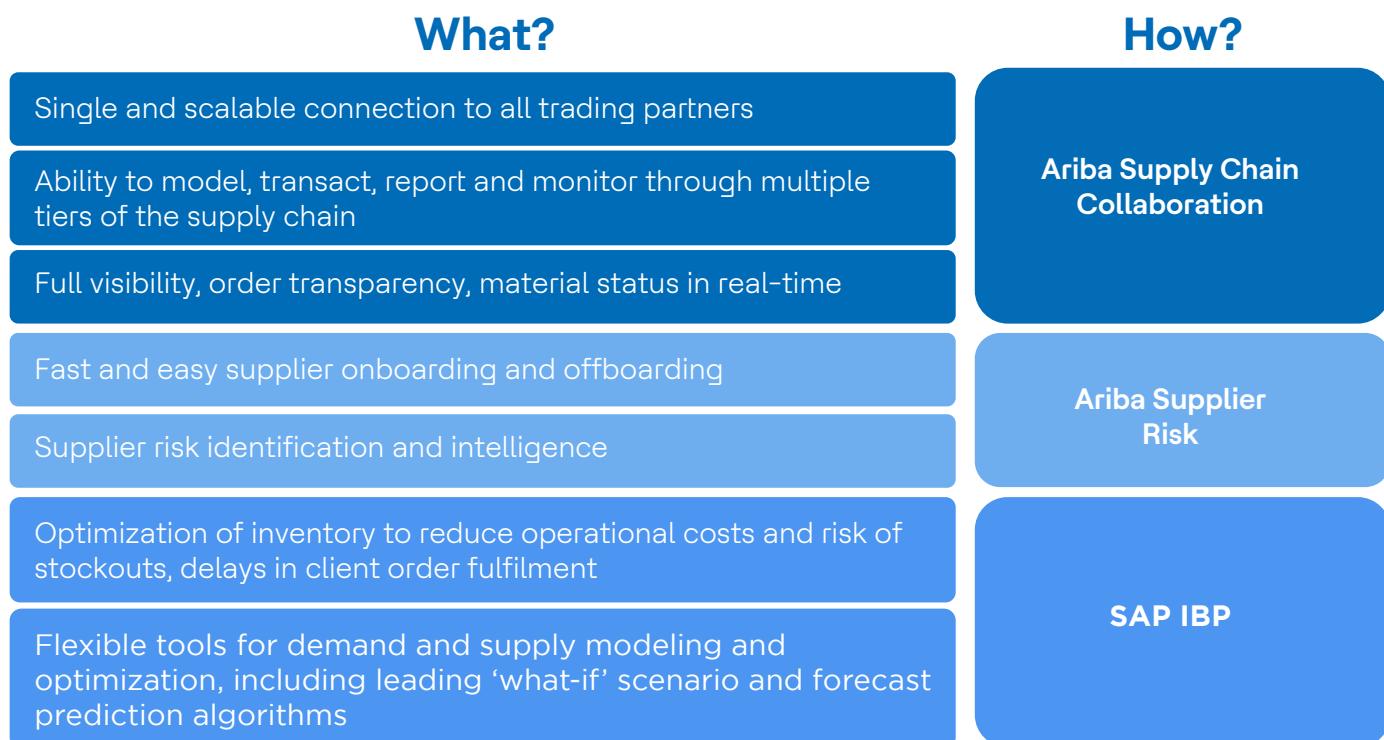 What?
How?
Single and scalable connection to all trading partners
Ability to model, transact, report and monitor through multiple
tiers of the supply chain
Full visibility, order transparency, material status in real-time
Ariba Supply Chain
Collaboration
Fast and easy supplier onboarding and offboarding
Supplier risk identification and intelligence
Ariba Supplier
Risk
Optimization of inventory to reduce operational costs and risk of
stockouts, delays in client order fulfilment
Flexible tools for demand and supply modeling and
optimization, including leading ‘what-if’ scenario and forecast
prediction algorithms
SAP IBP